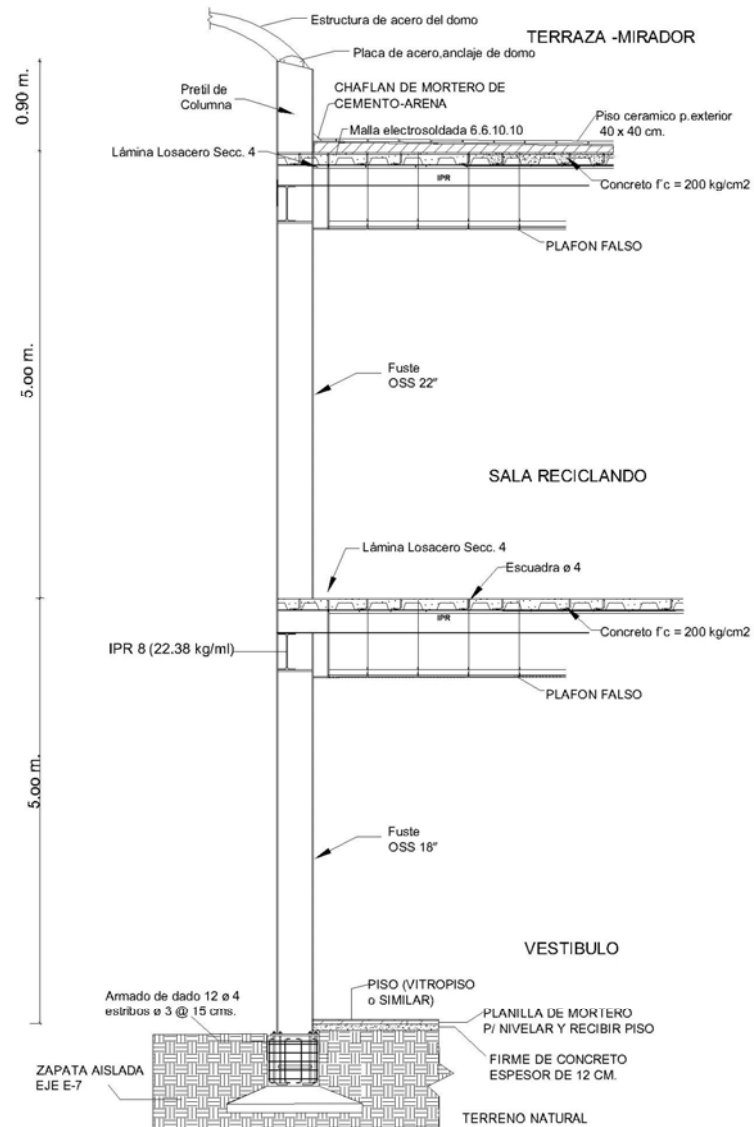 Estructura de acero del domo
TERRAZA -MIRADOR
Placa de acero,anclaje de domo
0.90 m.
Pretil de
Columna
CHAFLAN DE MORTERO DE
CEMENTO-ARENA
Piso ceramico p.exterior
40 x 40 cm.
Malla electrosoldada 6.6.10.10
Lámina Losacero Secc. 4
IPR
Concreto f'c = 200 kg/cm2
PLAFON FALSO
5.oo m.
Fuste
OSS 22"
SALA RECICLANDO
Lámina Losacero Secc. 4
Escuadra ø 4
IPR
Concreto f'c = 200 kg/cm2
IPR 8 (22.38 kg/ml)
PLAFON FALSO
5.oo m.
Fuste
OSS 18"
VESTIBULO
PISO (VITROPISO
o SIMILAR)
Armado de dado 12 ø 4
estribos ø 3 @ 15 cms.
PLANILLA DE MORTERO
P/ NIVELAR Y RECIBIR PISO
FIRME DE CONCRETO
ESPESOR DE 12 CM.
ZAPATA AISLADA
EJE E-7
TERRENO NATURAL